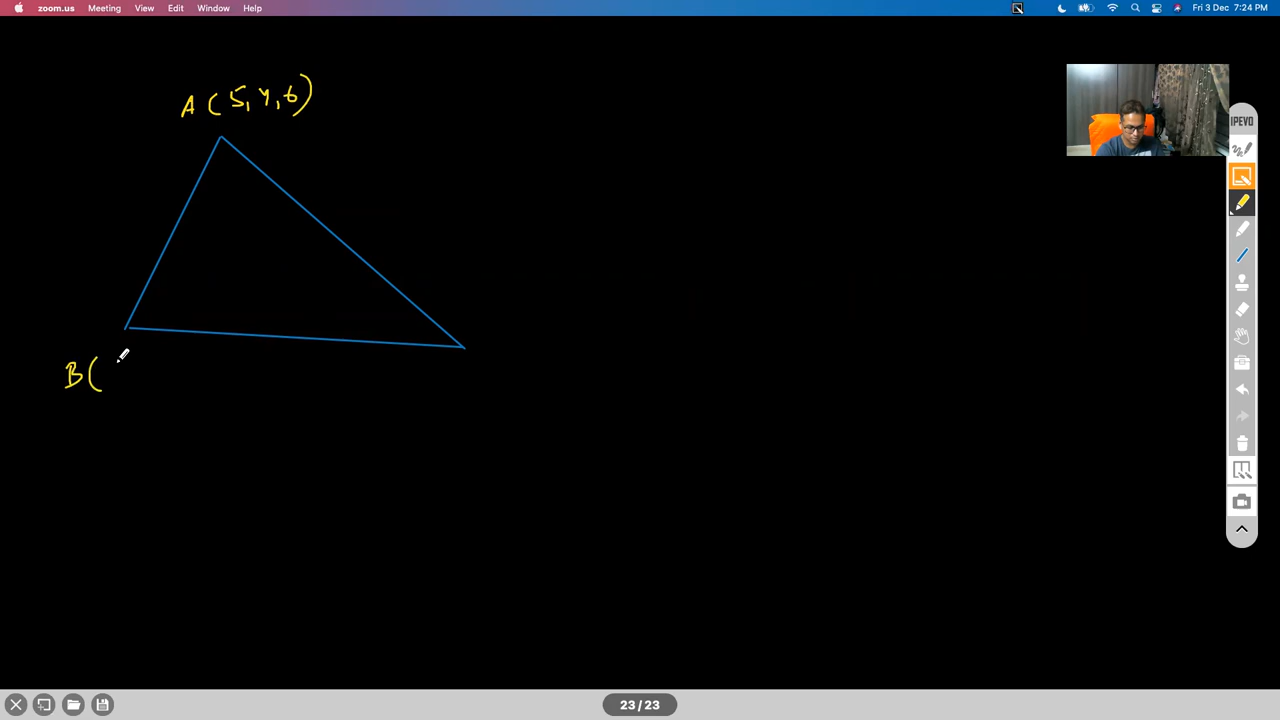 zoom.us Meeting View Edit Window Help Fri 3 Dec 7:24 PM
A (5,4,6)
IPEVO
B(
23/23